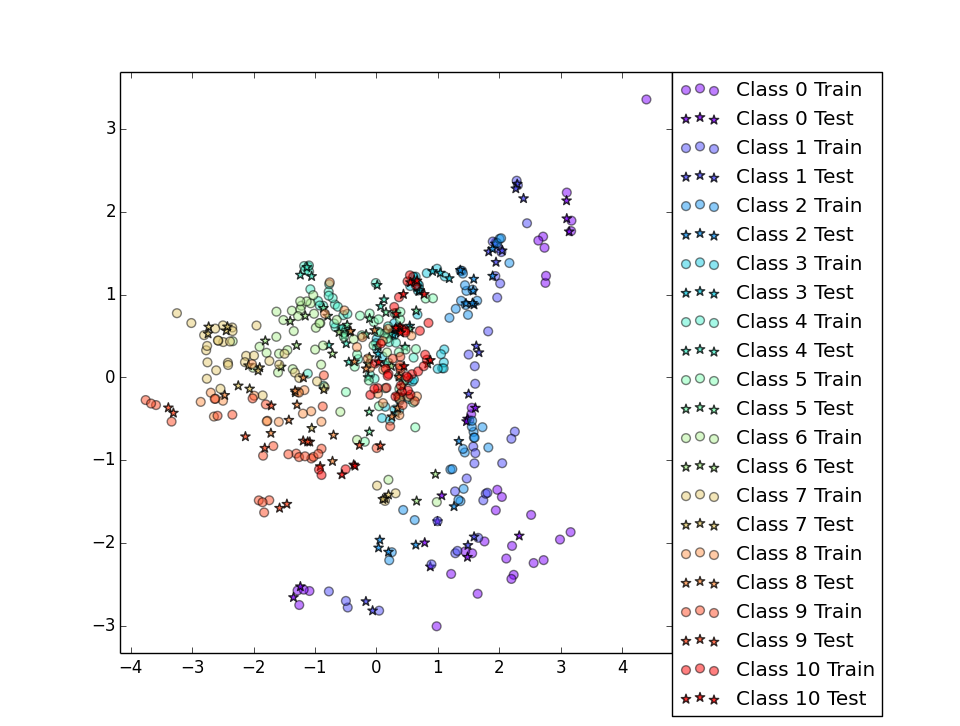 3
2
1
0
−1
−2
−3
−4 −3 −2 −1 0 1 2 3 4
Class 0 Train
Class 0 Test
Class 1 Train
Class 1 Test
Class 2 Train
Class 2 Test
Class 3 Train
Class 3 Test
Class 4 Train
Class 4 Test
Class 5 Train
Class 5 Test
Class 6 Train
Class 6 Test
Class 7 Train
Class 7 Test
Class 8 Train
Class 8 Test
Class 9 Train
Class 9 Test
Class 10 Train
Class 10 Test